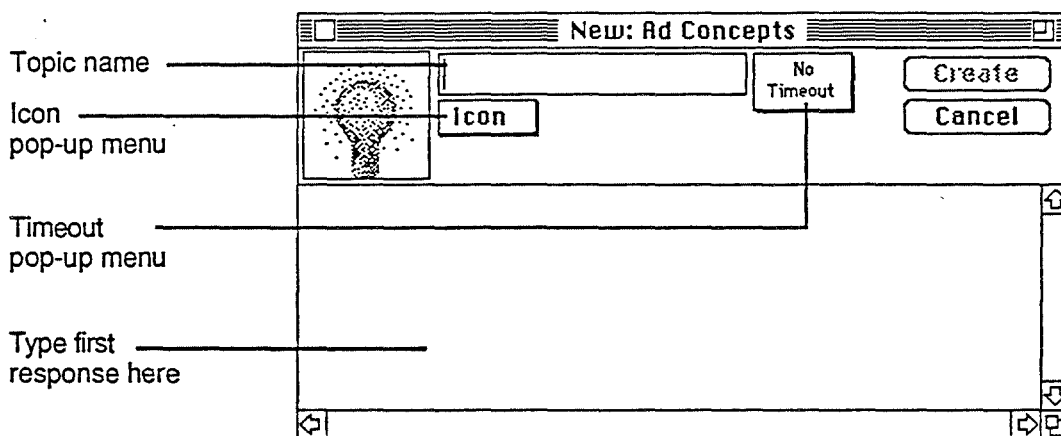 New: Ad Concepts
Topic name
No
Timeout
Create
Icon
pop-up menu
Icon
Cancel
Timeout
pop-up menu
Type first
response here